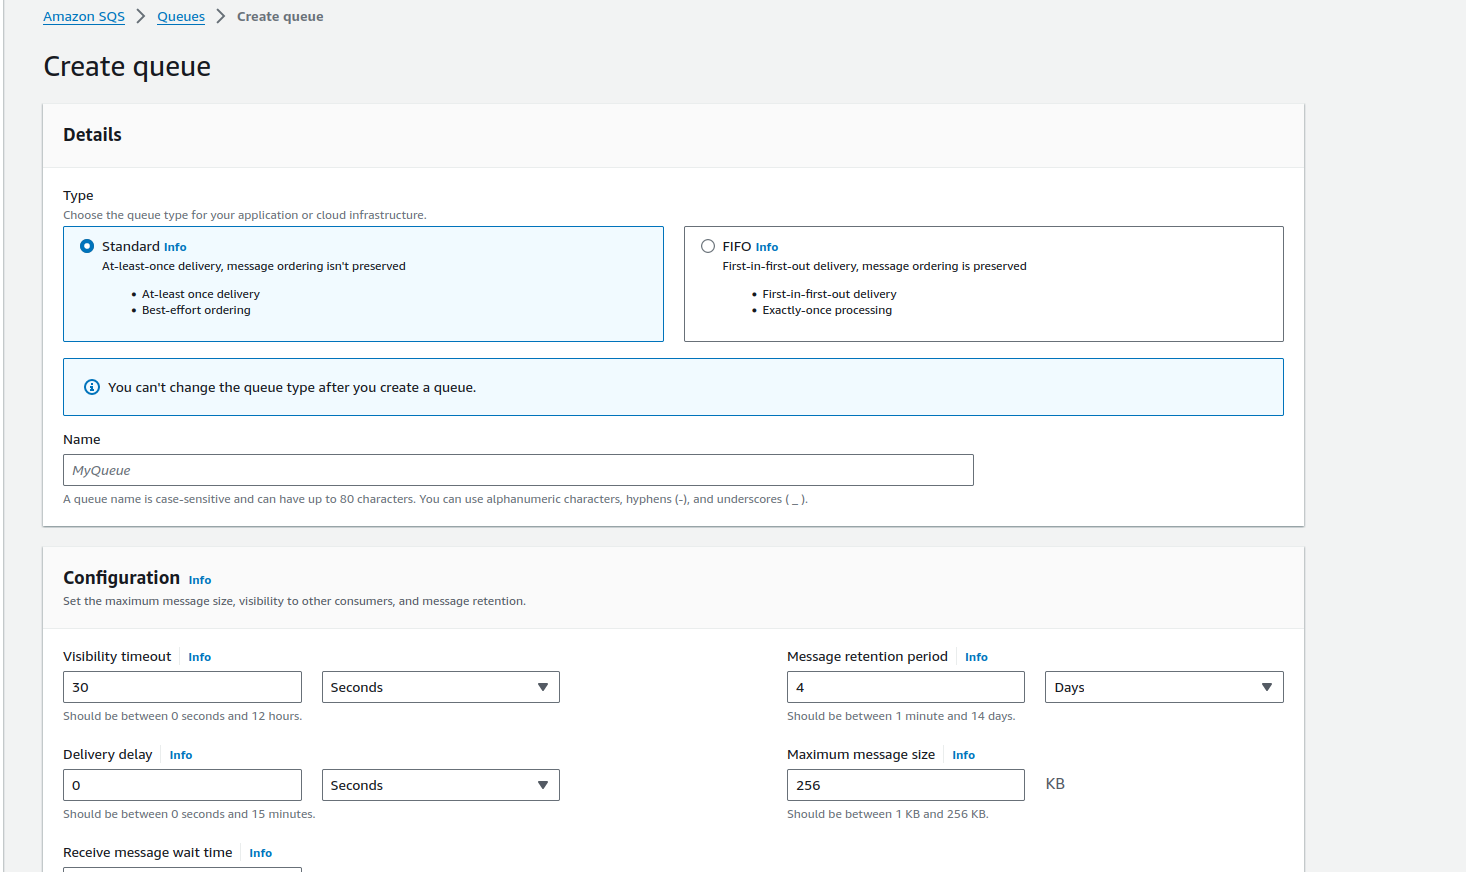 Amazon SQS > Queues > Create queue
Create queue
Details
Type
Choose the queue type for your application or cloud infrastructure.
Standard Info
At-least-once delivery, message ordering isn't preserved
• At-least once delivery
• Best-effort ordering
FIFO Info
First-in-first-out delivery, message ordering is preserved
• First-in-first-out delivery
• Exactly-once processing
You can't change the queue type after you create a queue.
Name
MyQueue
A queue name is case-sensitive and can have up to 80 characters. You can use alphanumeric characters, hyphens (-), and underscores ( _ ).
Configuration Info
Set the maximum message size, visibility to other consumers, and message retention.
Visibility timeout Info
30 Seconds
Should be between 0 seconds and 12 hours.
Message retention period Info
4 Days
Should be between 1 minute and 14 days.
Delivery delay Info
0 Seconds
Should be between 0 seconds and 15 minutes.
Maximum message size Info
256 KB
Should be between 1 KB and 256 KB.
Receive message wait time Info